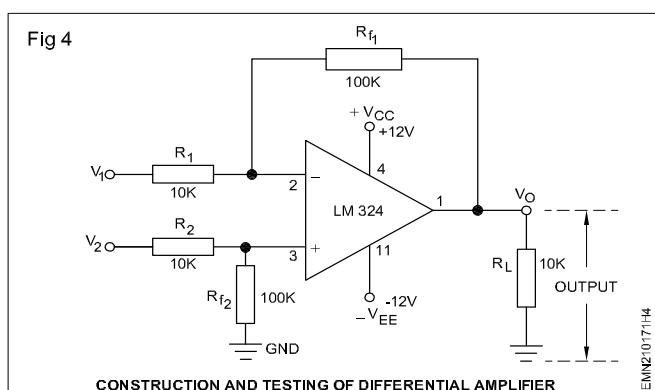 Fig 4
Rf1
100K
+ VCC
+12V
V1
R1
10K
2
−
4
LM 324
1
VO
V2
R2
10K
3
+
11
RL
10K
OUTPUT
Rf2
100K
-12V
− VEE
GND
CONSTRUCTION AND TESTING OF DIFFERENTIAL AMPLIFIER
EMN210171H4